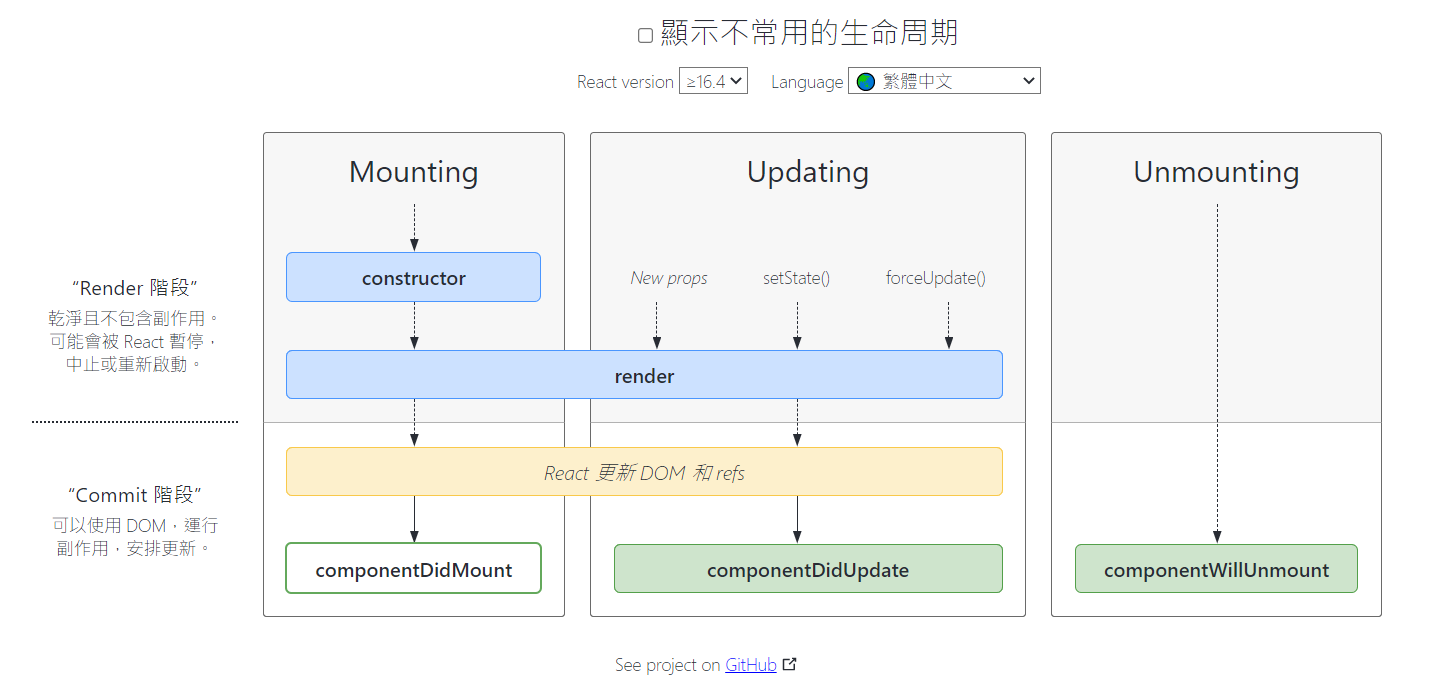 顯示不常用的生命周期
React version ≥16.4 Language 繁體中文
Mounting
Updating
Unmounting
“Render 階段”
乾淨且不包含副作用。
可能會被 React 暫停，
中止或重新啟動。
constructor
New props
setState()
forceUpdate()
render
“Commit 階段”
可以使用 DOM，運行
副作用，安排更新。
React 更新 DOM 和 refs
componentDidMount
componentDidUpdate
componentWillUnmount
See project on GitHub